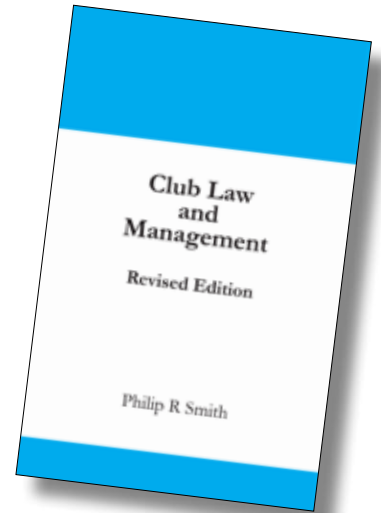 Club Law
and
Management
Revised Edition
Philip R Smith